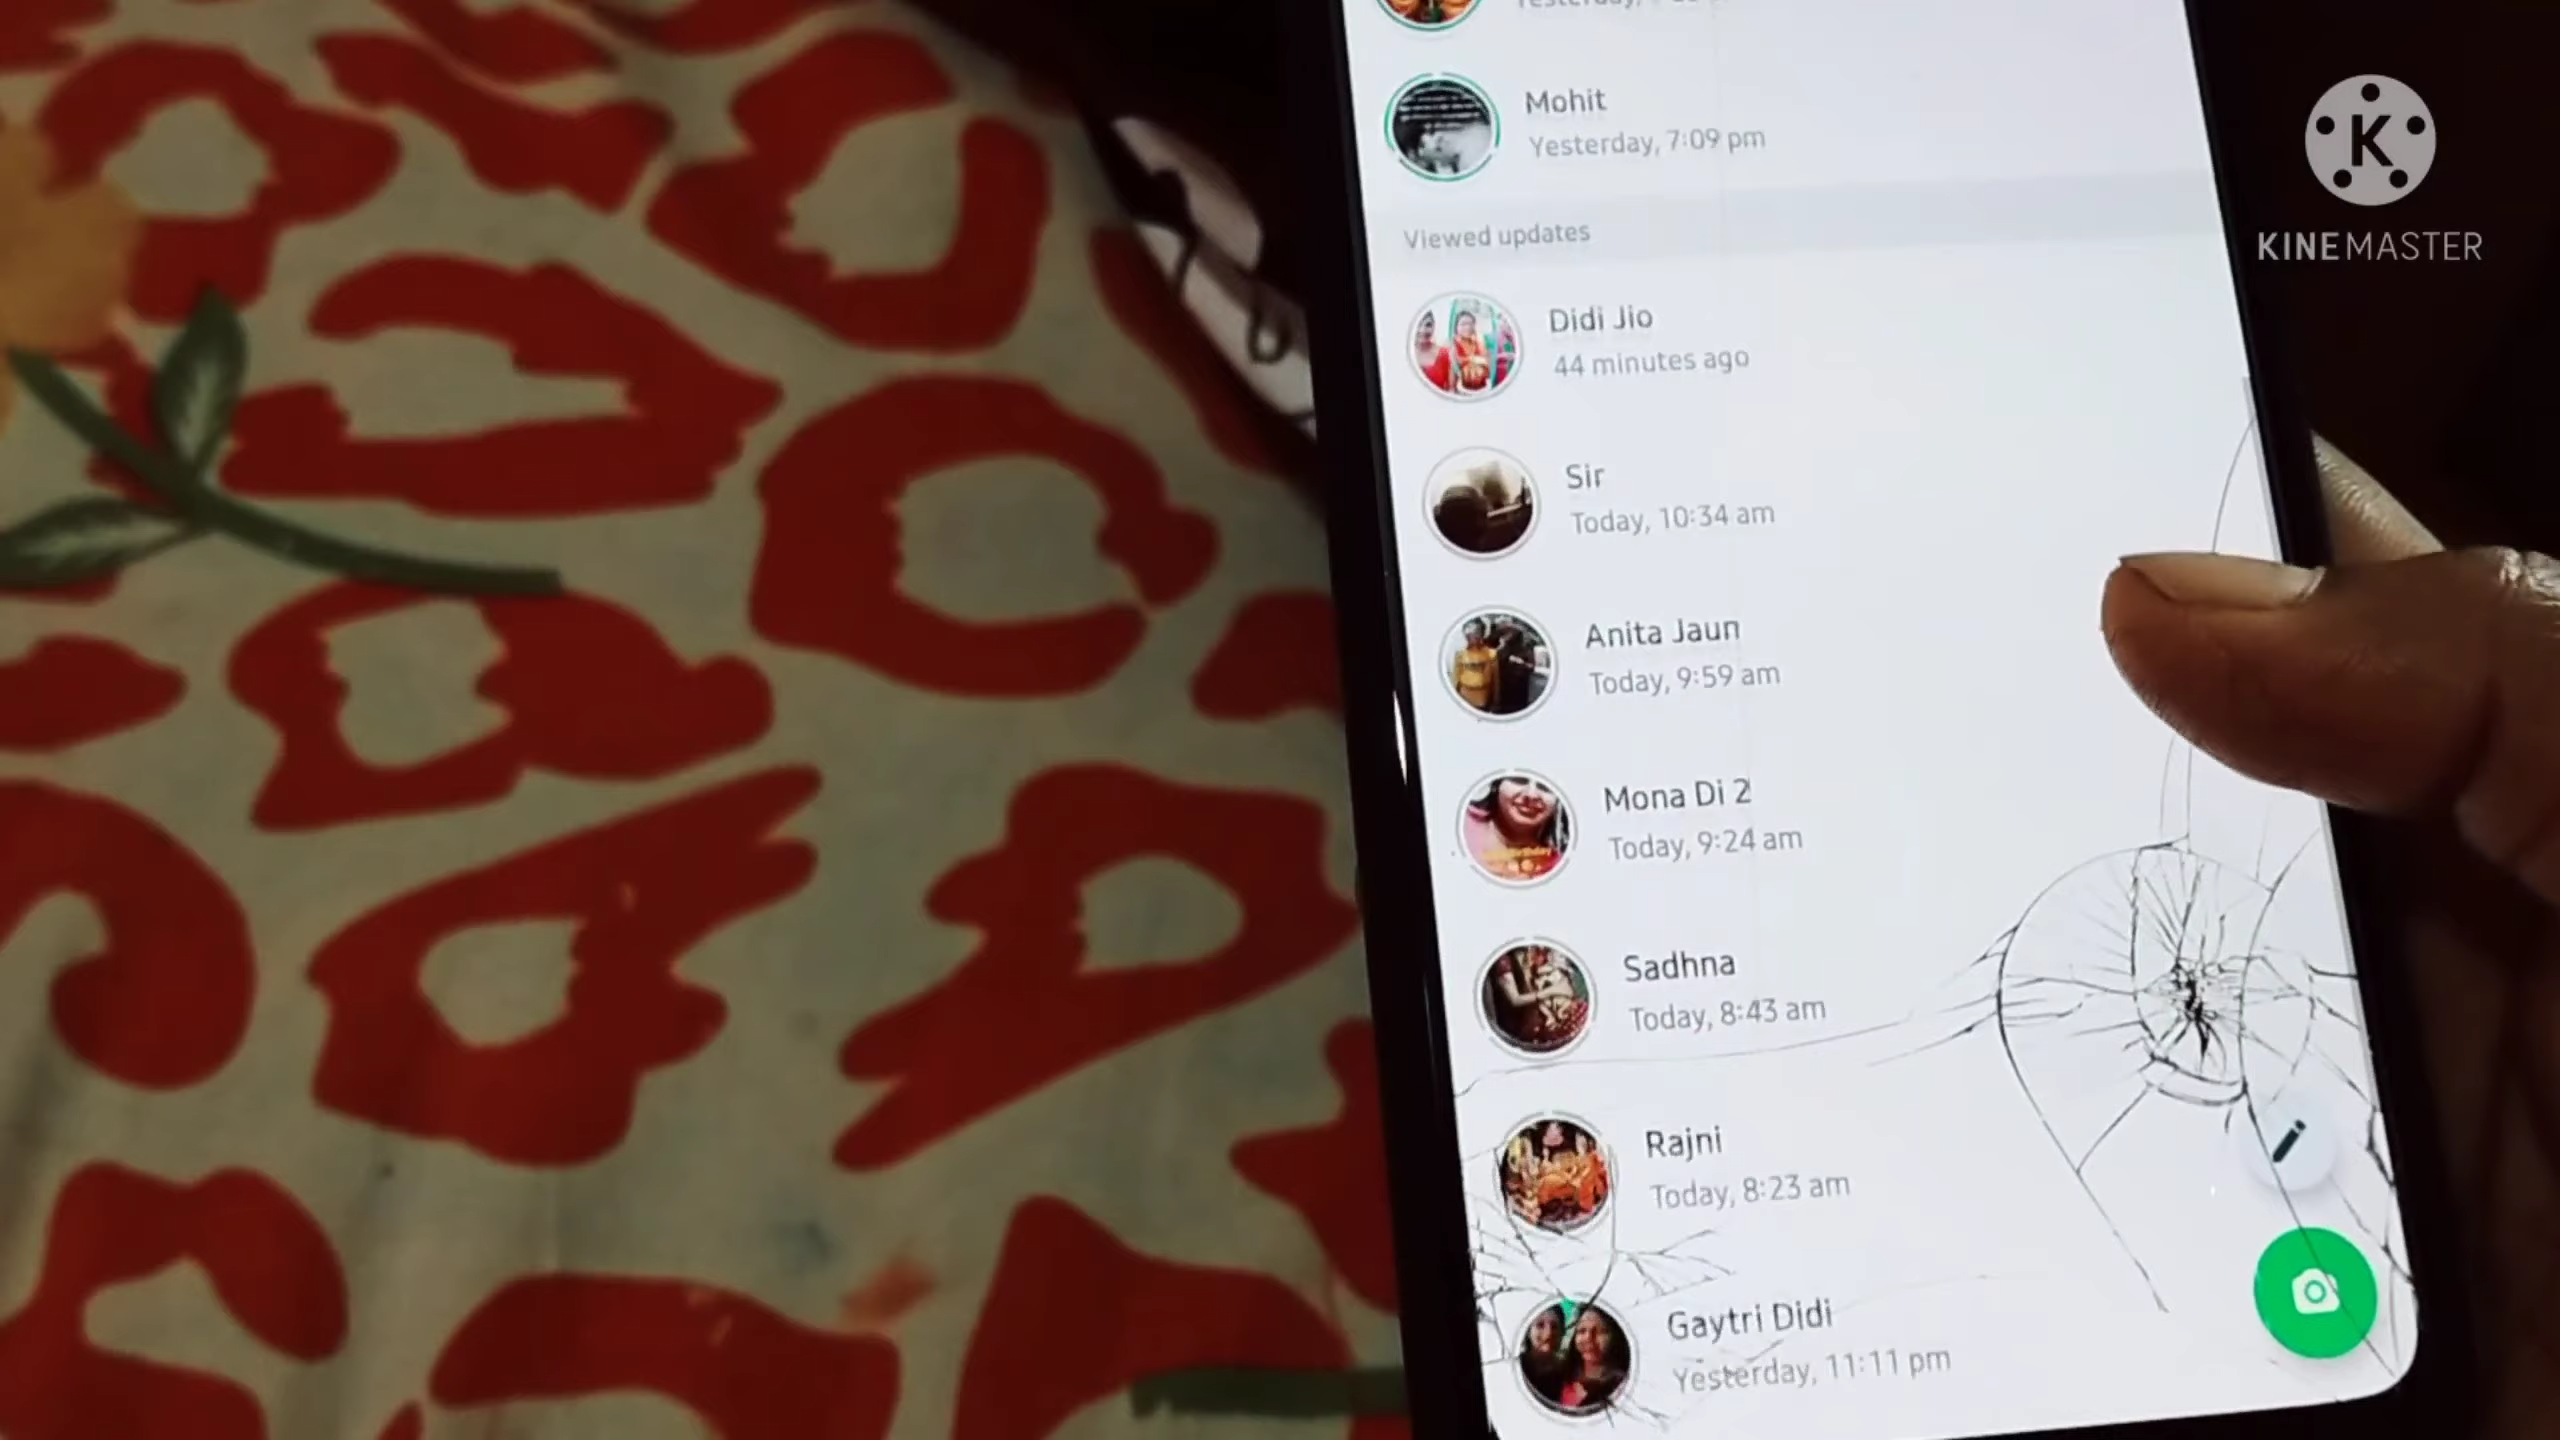 Mohit
Yesterday, 7:09 pm
K
KINEMASTER
Viewed updates
Didi Jio
44 minutes ago
Sir
Today, 10:34 am
Anita Jaun
Today, 9:59 am
Mona Di 2
Today, 9:24 am
Sadhna
Today, 8:43 am
Rajni
Today, 8:23 am
Gaytri Didi
Yesterday, 11:11 pm